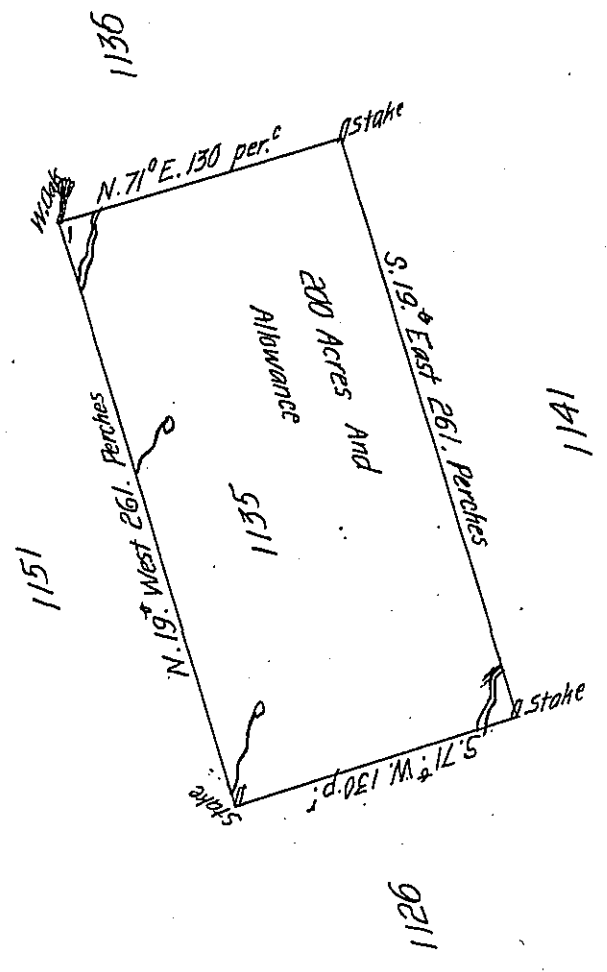 1136
W.Oak
N.71° E. 130 per.ᶜ
Stake
S.19.° East 261. Perches
1141
200 Acres And
Allowance
1135
N.19.° West 261. Perches
1151
Stake
S.71.° W. 130.p.ʳ
Stake
1126